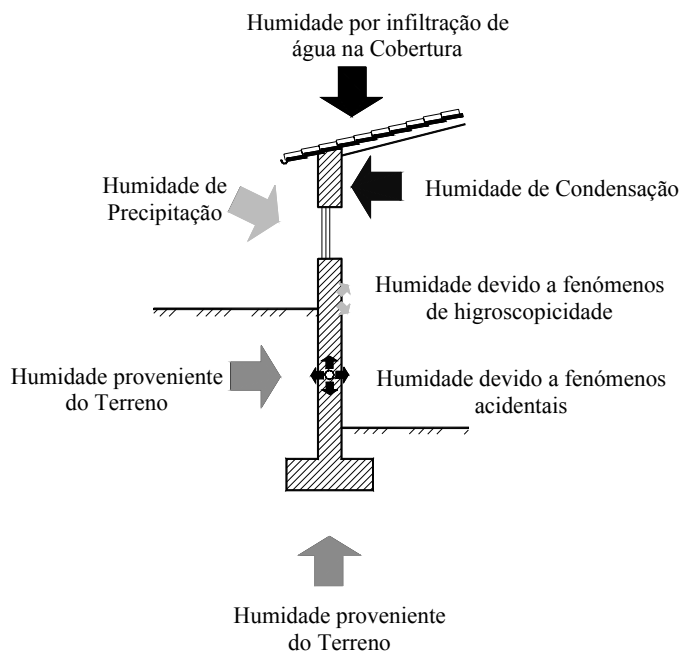 Humidade por infiltração de
água na Cobertura
Humidade de
Precipitação
Humidade de Condensação
Humidade devido a fenómenos
de higroscopicidade
Humidade proveniente
do Terreno
Humidade devido a fenómenos
acidentais
Humidade proveniente
do Terreno